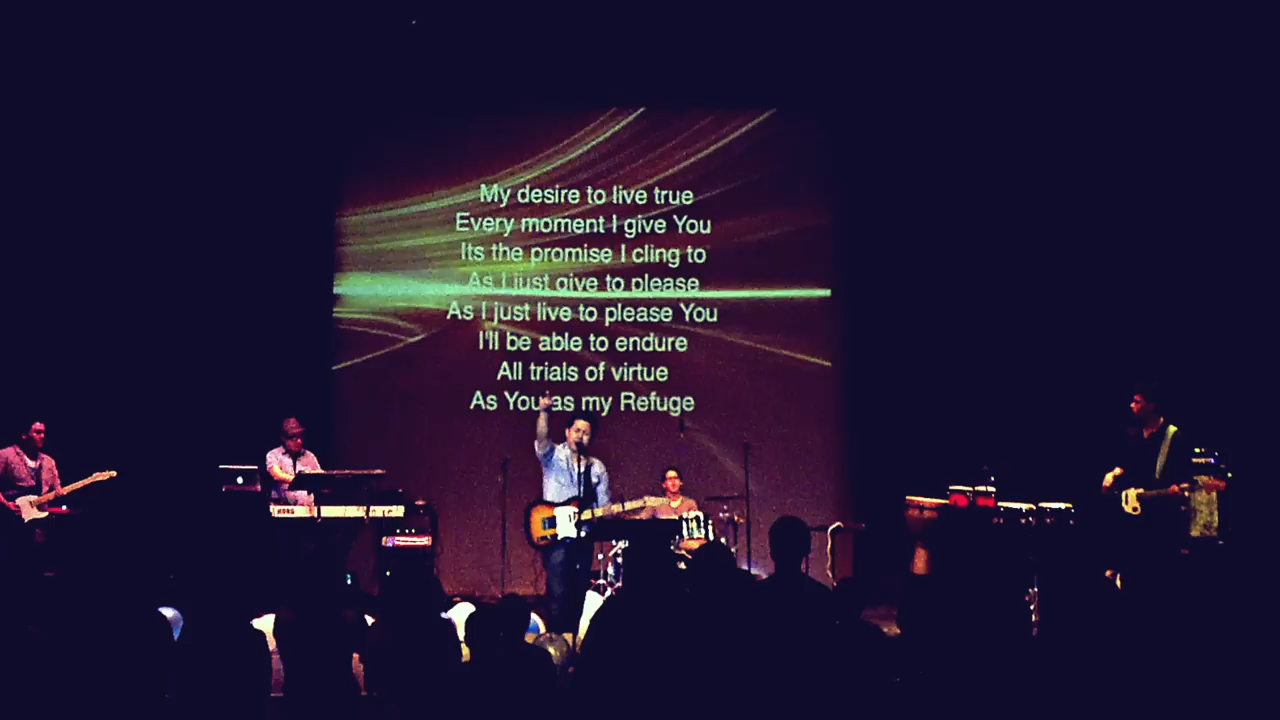 My desire to live true
Every moment I give You
Its the promise I cling to
As I just give to please
As I just live to please You
I'll be able to endure
All trials of virtue
As You as my Refuge
KORG